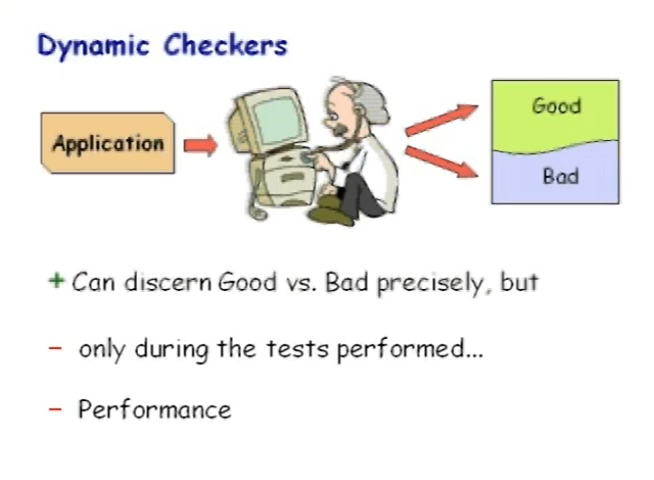 Dynamic Checkers
Application
Good
Bad
+ Can discern Good vs. Bad precisely, but
- only during the tests performed...
- Performance